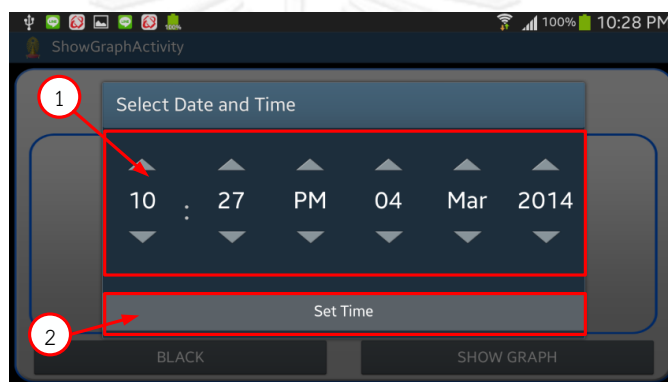 100% 10:28 PM
ShowGraphActivity
1
Select Date and Time
10 : 27 PM 04 Mar 2014
Set Time
2
BLACK SHOW GRAPH